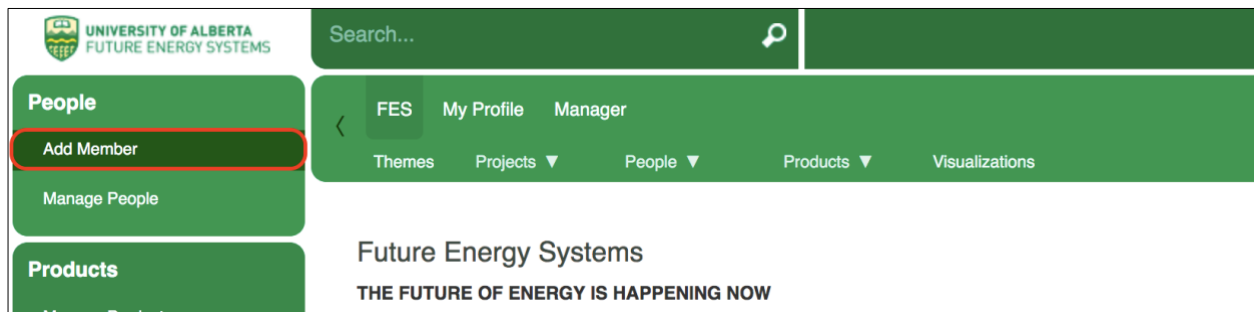 UNIVERSITY OF ALBERTA
FUTURE ENERGY SYSTEMS
Search...
People
Add Member
Manage People
Products
FES My Profile Manager
Themes Projects ▼ People ▼ Products ▼ Visualizations
Future Energy Systems
THE FUTURE OF ENERGY IS HAPPENING NOW